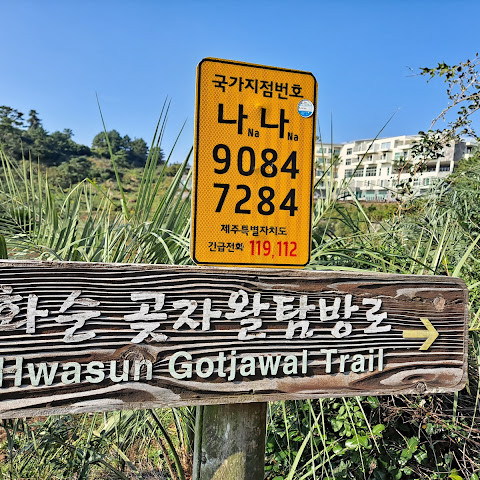 국가지점번호
나Na 나Na
9084
7284
제주특별자치도
긴급전화 119, 112
화순 곶자왈탐방로
Hwasun Gotjawal Trail